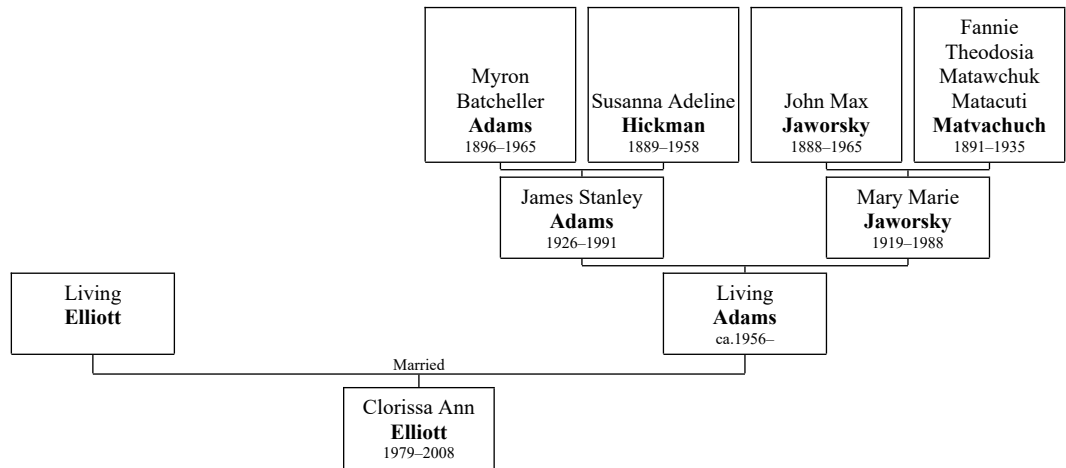 Myron
Batcheller
Adams
1896–1965
Susanna Adeline
Hickman
1889–1958
John Max
Jaworsky
1888–1965
Fannie
Theodosia
Matawchuk
Matacuti
Matvachuch
1891–1935
James Stanley
Adams
1926–1991
Mary Marie
Jaworsky
1919–1988
Living
Elliott
Living
Adams
ca.1956–
Married
Clorissa Ann
Elliott
1979–2008